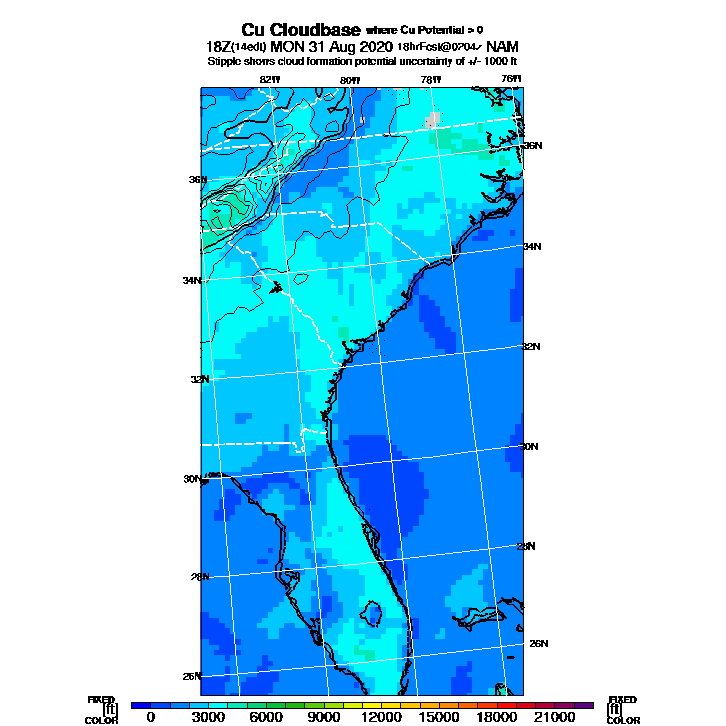 Cu Cloudbase where Cu Potential > 0
18Z(14edt) MON 31 Aug 2020 18hrFcst@0704z NAM
Stipple shows cloud formation potential uncertainty of +/- 1000 ft
82W 80W 78W 76W
36N
36N
34N
34N
32N
32N
30N
30N
28N
28N
26N
26N
FIXED FIXED
[ft] 0 3000 6000 9000 12000 15000 18000 21000 [ft]
COLOR COLOR